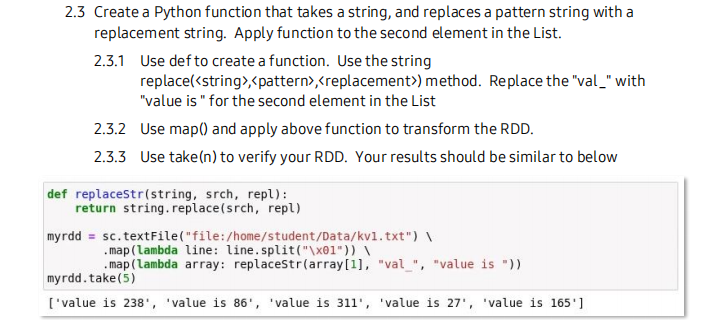 2.3 Create a Python function that takes a string, and replaces a pattern string with a
replacement string. Apply function to the second element in the List.
2.3.1 Use def to create a function. Use the string
replace(<string>,<pattern>,<replacement>) method. Replace the "val_" with
"value is " for the second element in the List
2.3.2 Use map() and apply above function to transform the RDD.
2.3.3 Use take(n) to verify your RDD. Your results should be similar to below
def replaceStr(string, srch, repl):
    return string.replace(srch, repl)
myrdd = sc.textFile("file:/home/student/Data/kv1.txt") \
        .map(lambda line: line.split("\x01")) \
        .map(lambda array: replaceStr(array[1], "val_", "value is "))
myrdd.take(5)
['value is 238', 'value is 86', 'value is 311', 'value is 27', 'value is 165']